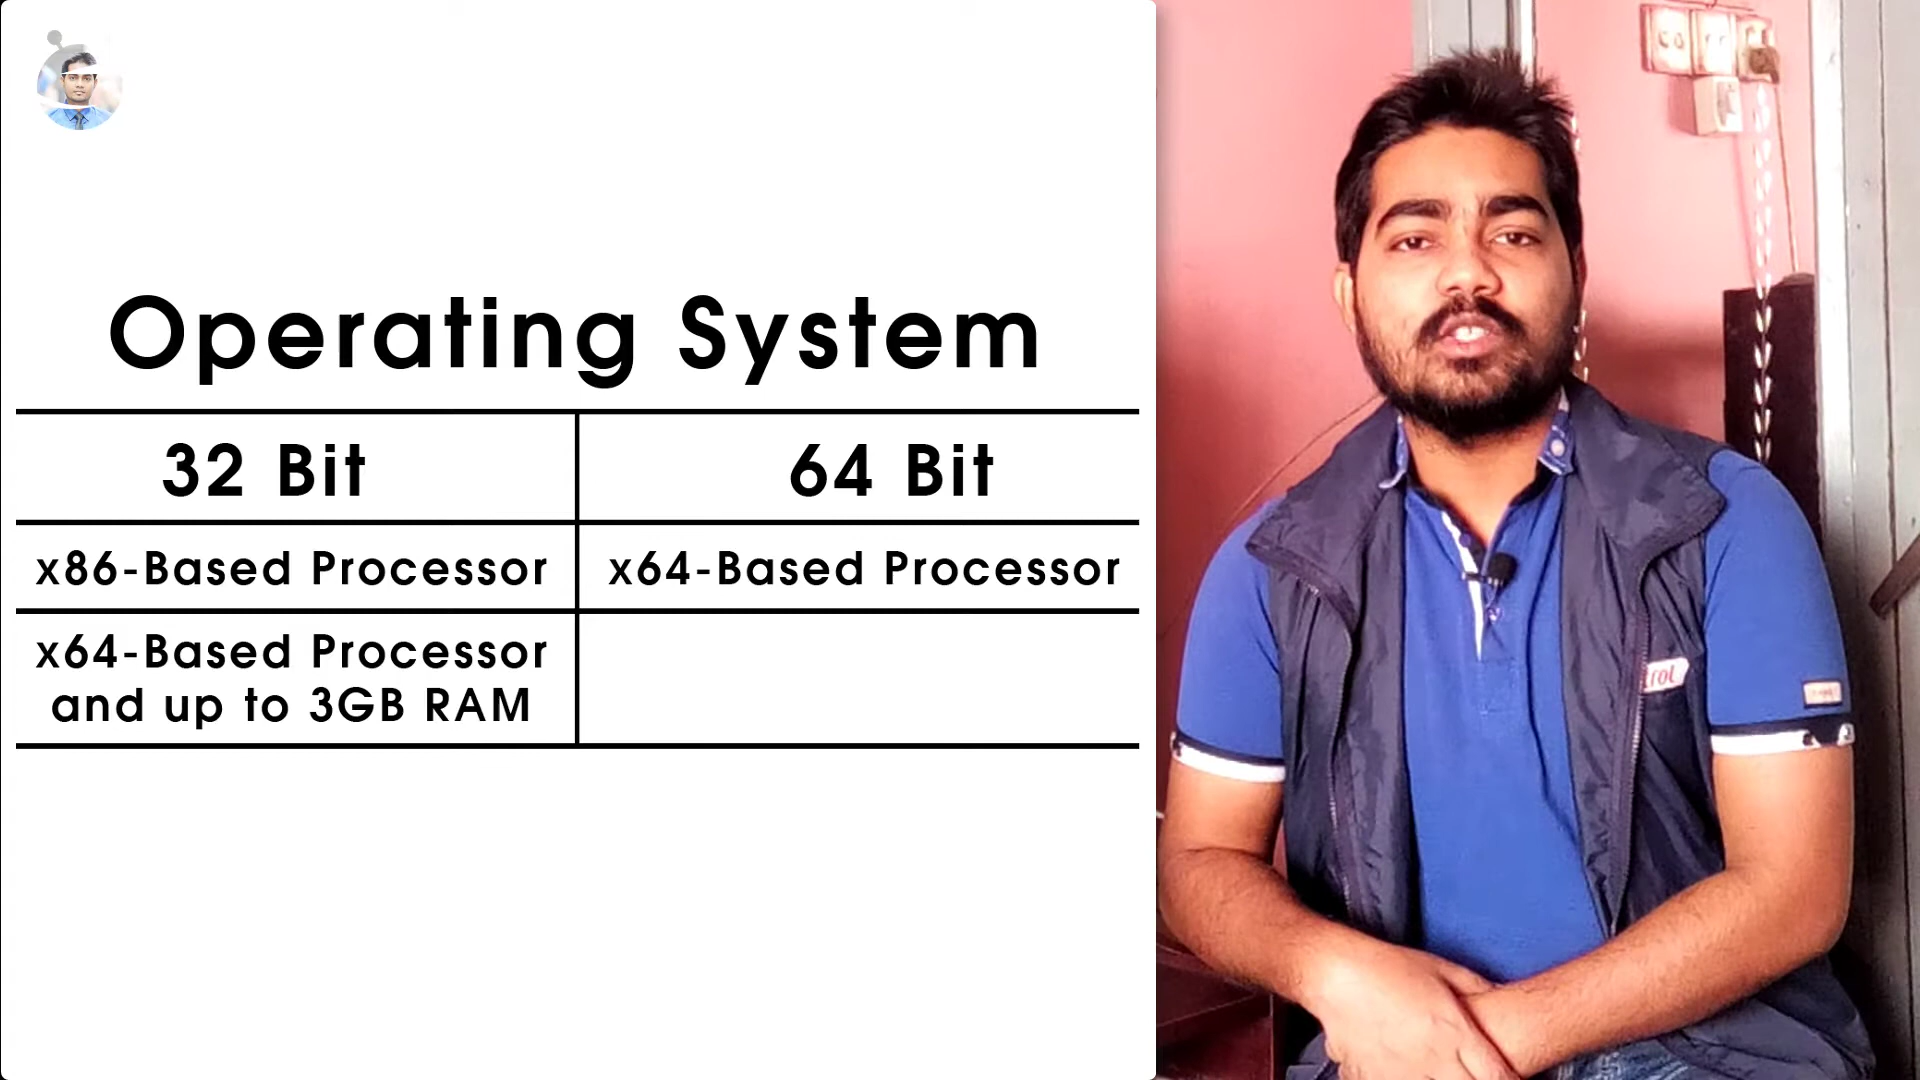 Operating System
32 Bit 64 Bit
x86-Based Processor x64-Based Processor
x64-Based Processor
and up to 3GB RAM